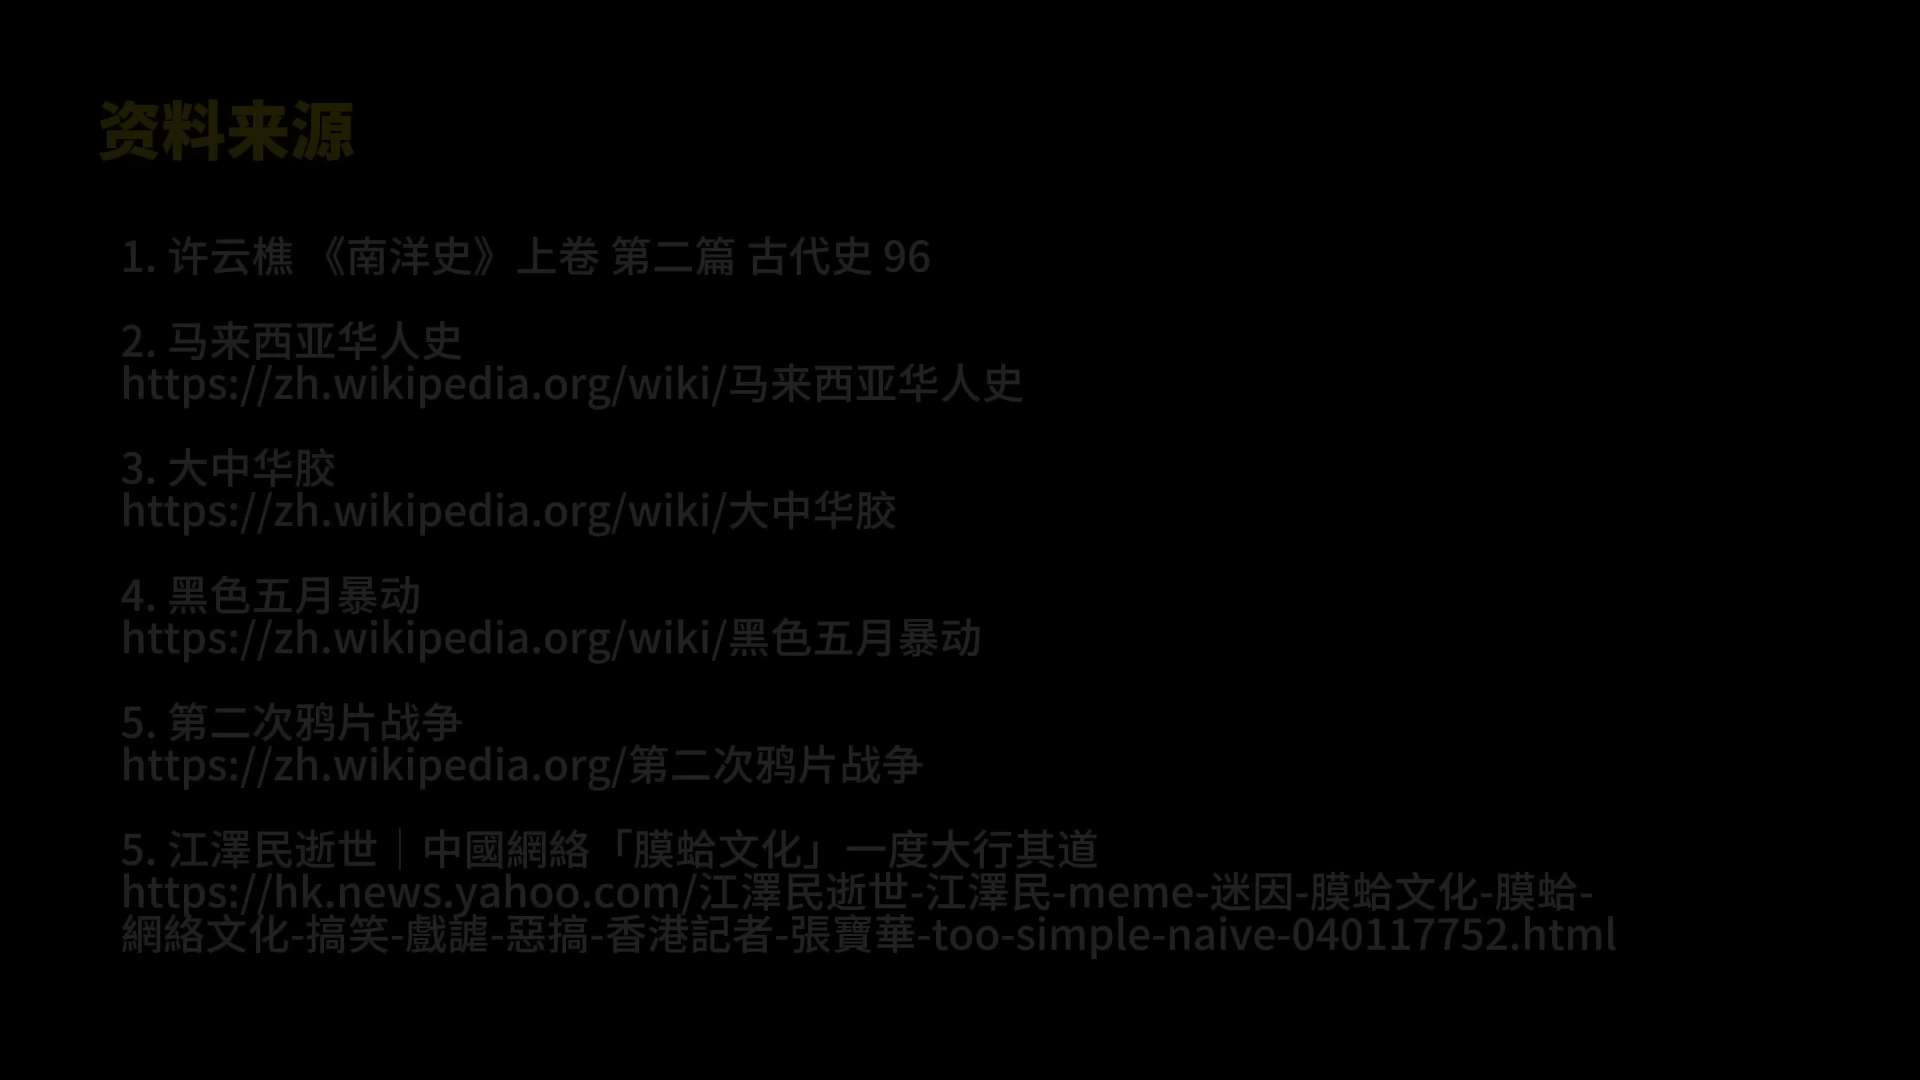 资料来源
1. 许云樵 《南洋史》上卷 第二篇 古代史 96
2. 马来西亚华人史
https://zh.wikipedia.org/wiki/马来西亚华人史
3. 大中华胶
https://zh.wikipedia.org/wiki/大中华胶
4. 黑色五月暴动
https://zh.wikipedia.org/wiki/黑色五月暴动
5. 第二次鸦片战争
https://zh.wikipedia.org/第二次鸦片战争
5. 江澤民逝世｜中國網絡「膜蛤文化」一度大行其道
https://hk.news.yahoo.com/江澤民逝世-江澤民-meme-迷因-膜蛤文化-膜蛤-
網絡文化-搞笑-戲謔-惡搞-香港記者-張寶華-too-simple-naive-040117752.html